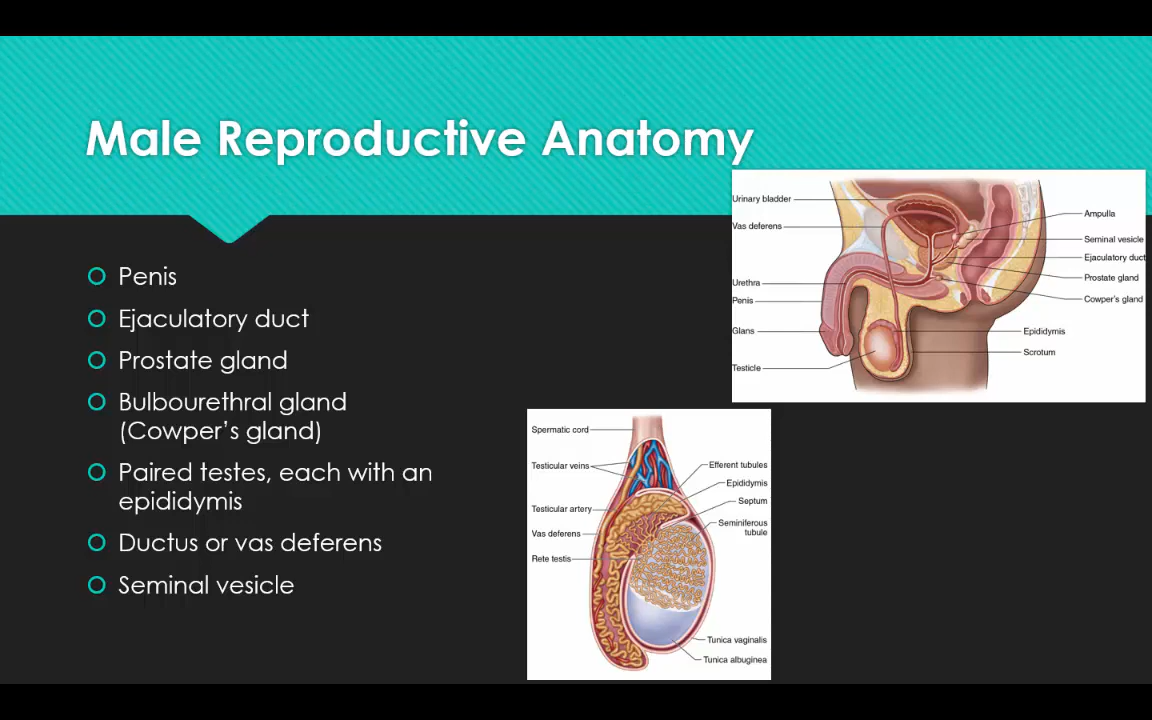 Male Reproductive Anatomy
Penis
Ejaculatory duct
Prostate gland
Bulbourethral gland
(Cowper's gland)
Paired testes, each with an
epididymis
Ductus or vas deferens
Seminal vesicle
Urinary bladder
Vas deferens
Urethra
Penis
Glans
Testicle
Ampulla
Seminal vesicle
Ejaculatory duct
Prostate gland
Cowper's gland
Epididymis
Scrotum
Spermatic cord
Testicular veins
Testicular artery
Vas deferens
Rete testis
Efferent tubules
Epididymis
Septum
Seminiferous
tubule
Tunica vaginalis
Tunica albuginea